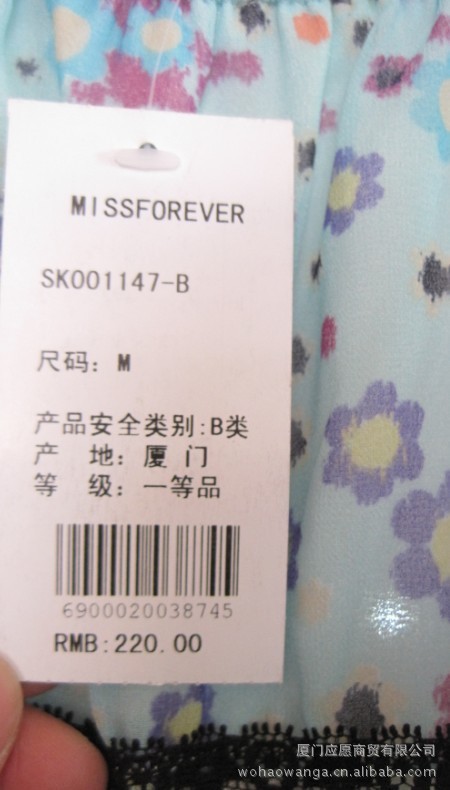 MISSFOREVER
SK001147-B
尺码：M
产品安全类别:B类
产 地：厦门
等 级：一等品
6900020038745
RMB:220.00
厦门应愿商贸有限公司
wohaowanga.cn.alibaba.com